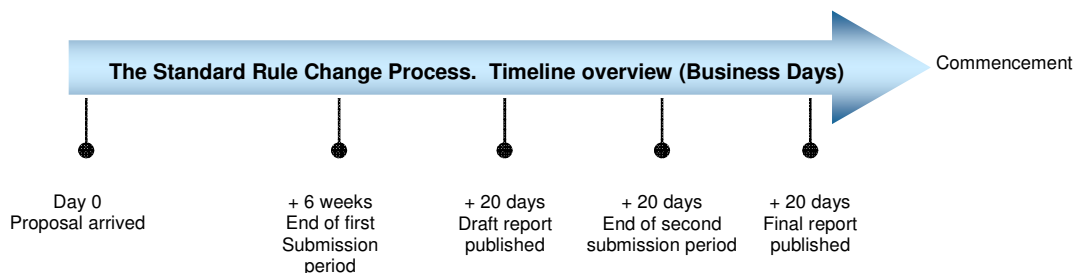 The Standard Rule Change Process. Timeline overview (Business Days)
Commencement
Day 0
Proposal arrived
+ 6 weeks
End of first
Submission
period
+ 20 days
Draft report
published
+ 20 days
End of second
submission period
+ 20 days
Final report
published